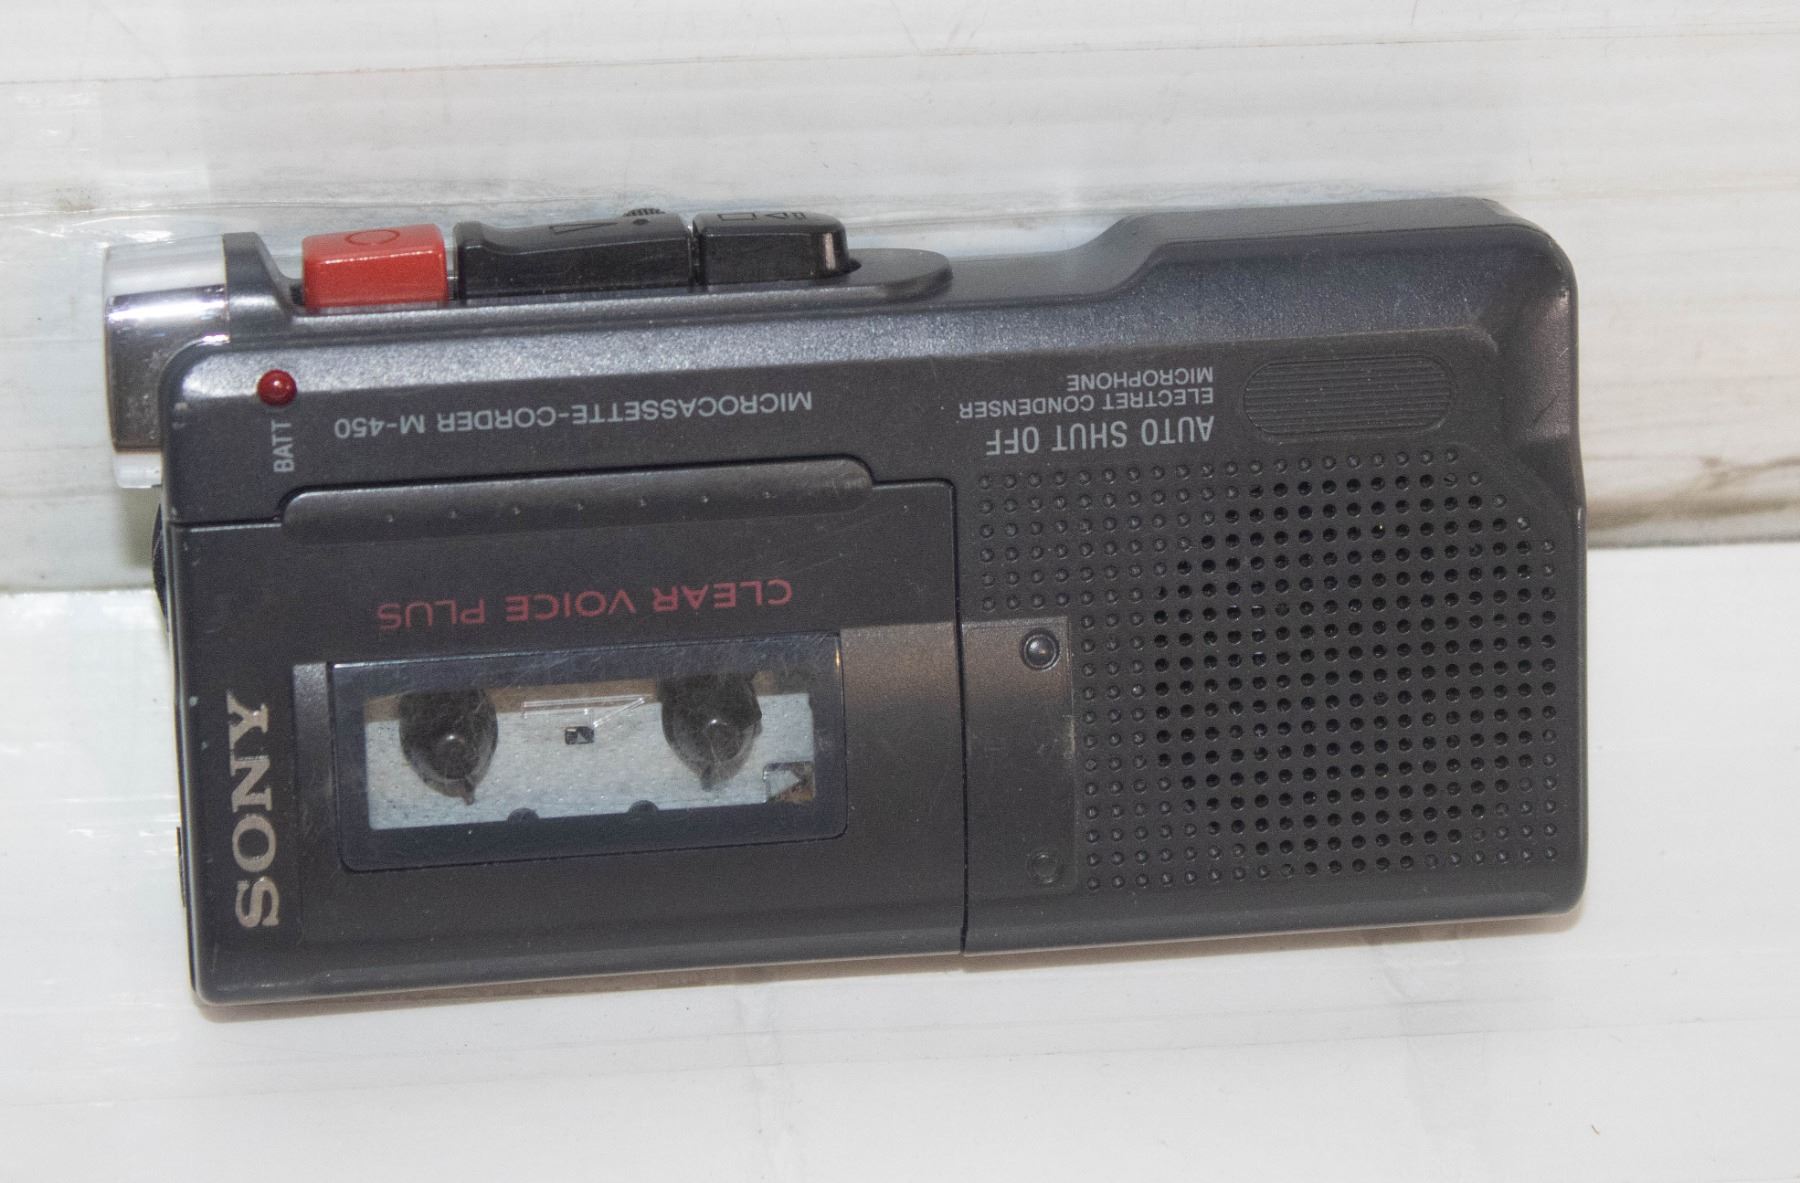 SONY
BATT
MICROCASSETTE-CORDER M-450
CLEAR VOICE PLUS
AUTO SHUT OFF
ELECTRET CONDENSER
MICROPHONE